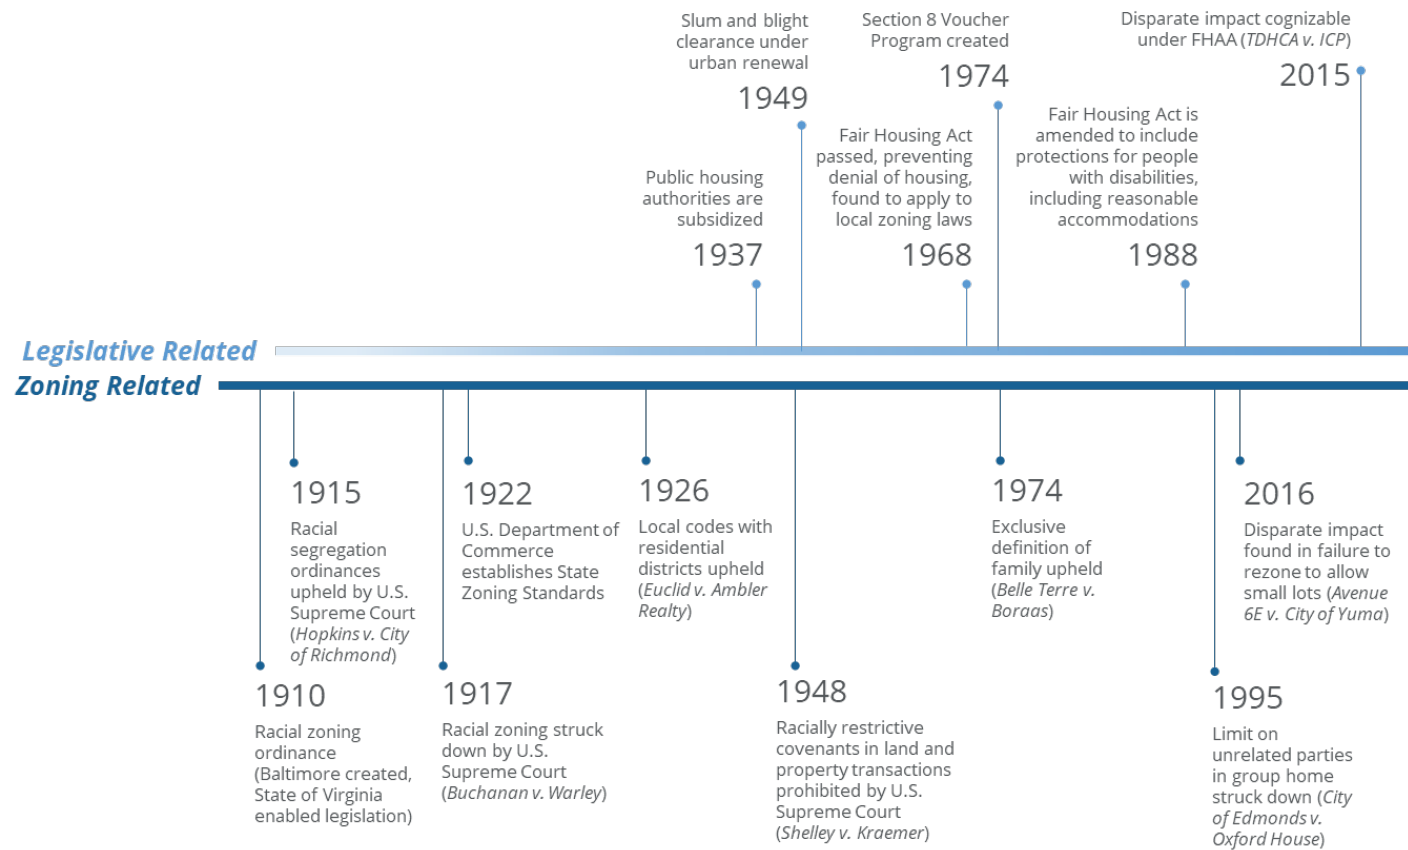 Slum and blight
clearance under
urban renewal
1949
Section 8 Voucher
Program created
1974
Disparate impact cognizable
under FHAA (TDHCA v. ICP)
2015
Public housing
authorities are
subsidized
1937
Fair Housing Act
passed, preventing
denial of housing,
found to apply to
local zoning laws
1968
Fair Housing Act is
amended to include
protections for people
with disabilities,
including reasonable
accommodations
1988
Legislative Related
Zoning Related
1915
Racial
segregation
ordinances
upheld by U.S.
Supreme Court
(Hopkins v. City
of Richmond)
1922
U.S. Department of
Commerce
establishes State
Zoning Standards
1926
Local codes with
residential
districts upheld
(Euclid v. Ambler
Realty)
1974
Exclusive
definition of
family upheld
(Belle Terre v.
Boraas)
2016
Disparate impact
found in failure to
rezone to allow
small lots (Avenue
6E v. City of Yuma)
1910
Racial zoning
ordinance
(Baltimore created,
State of Virginia
enabled legislation)
1917
Racial zoning struck
down by U.S.
Supreme Court
(Buchanan v. Warley)
1948
Racially restrictive
covenants in land and
property transactions
prohibited by U.S.
Supreme Court
(Shelley v. Kraemer)
1995
Limit on
unrelated parties
in group home
struck down (City
of Edmonds v.
Oxford House)